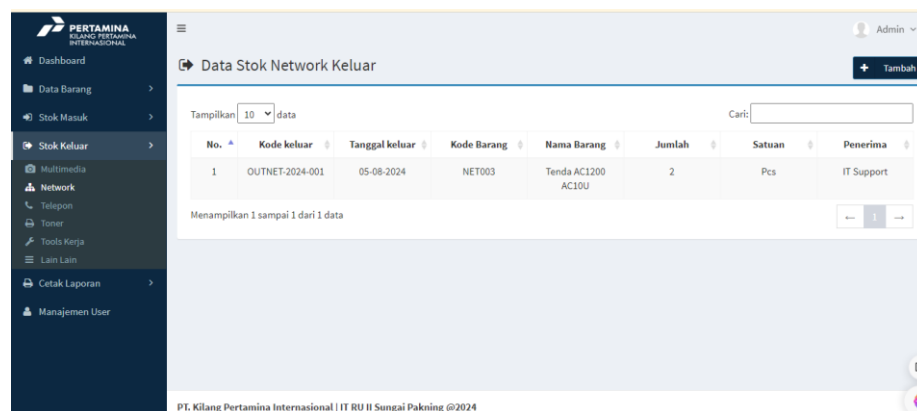 PERTAMINA
KILANG PERTAMINA
INTERNASIONAL
Admin
Dashboard
Data Barang
Stok Masuk
Stok Keluar
Multimedia
Network
Telepon
Toner
Tools Kerja
Lain Lain
Cetak Laporan
Manajemen User
Data Stok Network Keluar
+ Tambah
Tampilkan 10 data
Cari:
No. Kode keluar Tanggal keluar Kode Barang Nama Barang Jumlah Satuan Penerima
1 OUTNET-2024-001 05-08-2024 NET003 Tenda AC1200 AC10U 2 Pcs IT Support
Menampilkan 1 sampai 1 dari 1 data
← 1 →
PT. Kilang Pertamina Internasional | IT RU II Sungai Pakning @2024